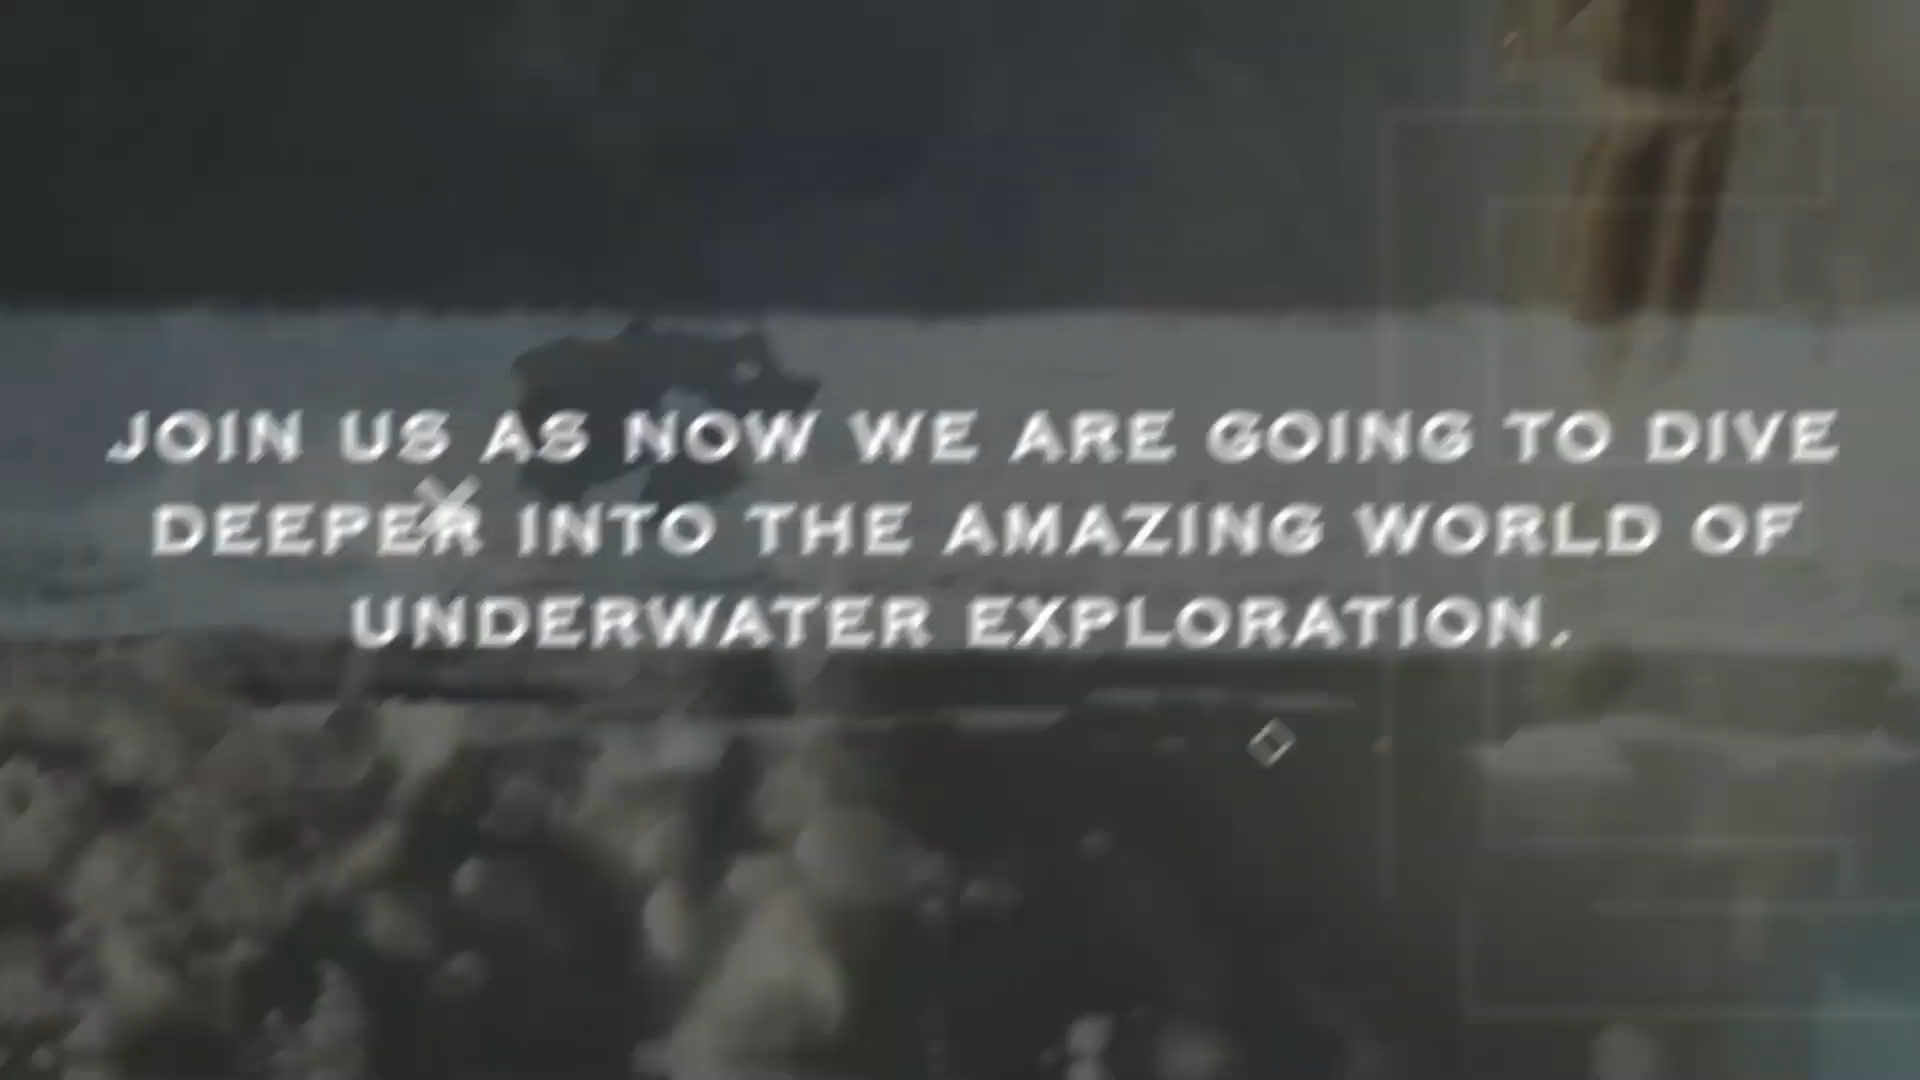 JOIN US AS NOW WE ARE GOING TO DIVE
DEEPER INTO THE AMAZING WORLD OF
UNDERWATER EXPLORATION.